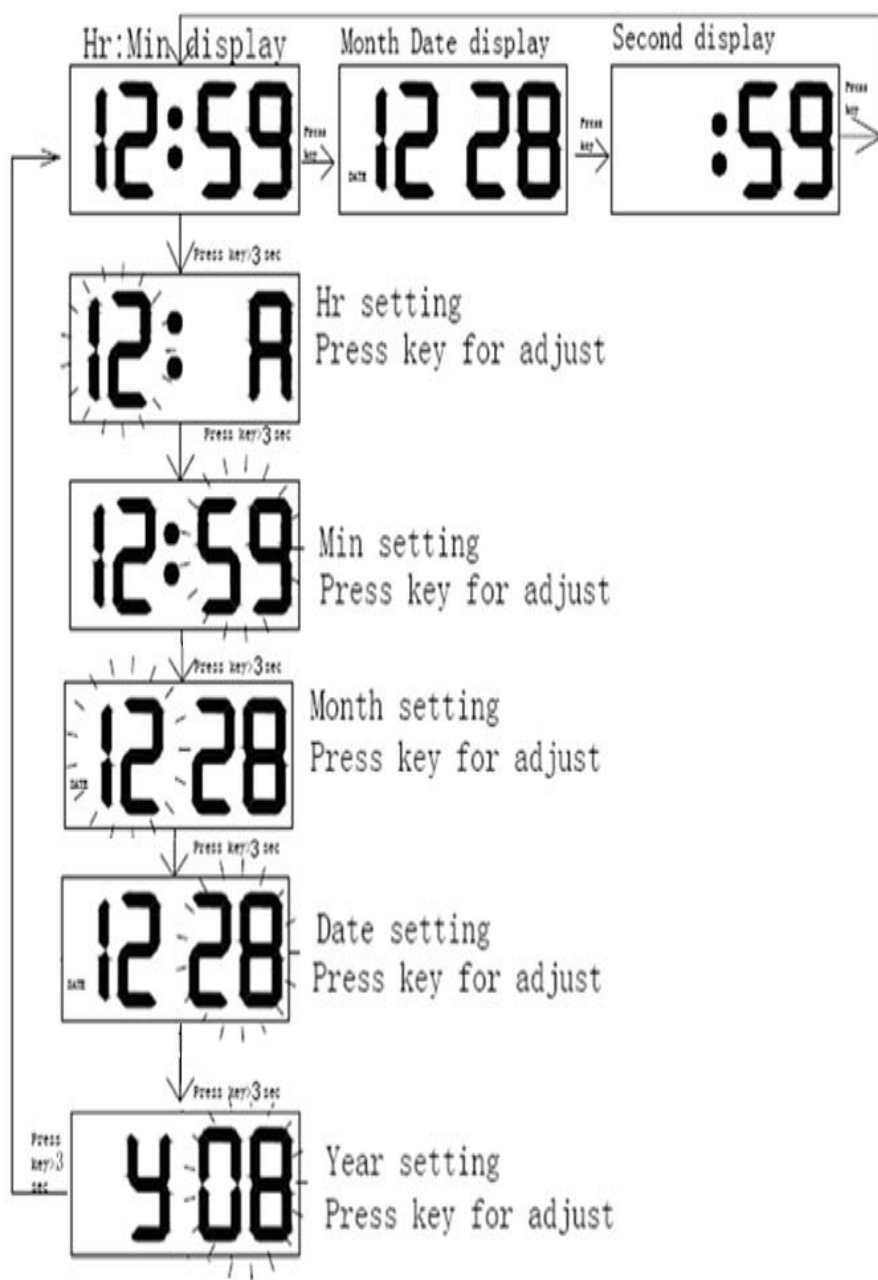 Hr:Min display
Month Date display
Second display
12:59
Press
key
DATE
12 28
Press
key
:59
Press
key
Press key>3 sec
12: A
Hr setting
Press key for adjust
Press key>3 sec
12:59
Min setting
Press key for adjust
Press key>3 sec
DATE
12 28
Month setting
Press key for adjust
Press key>3 sec
DATE
12 28
Date setting
Press key for adjust
Press key>3 sec
Press
key>3
sec
y 08
Year setting
Press key for adjust